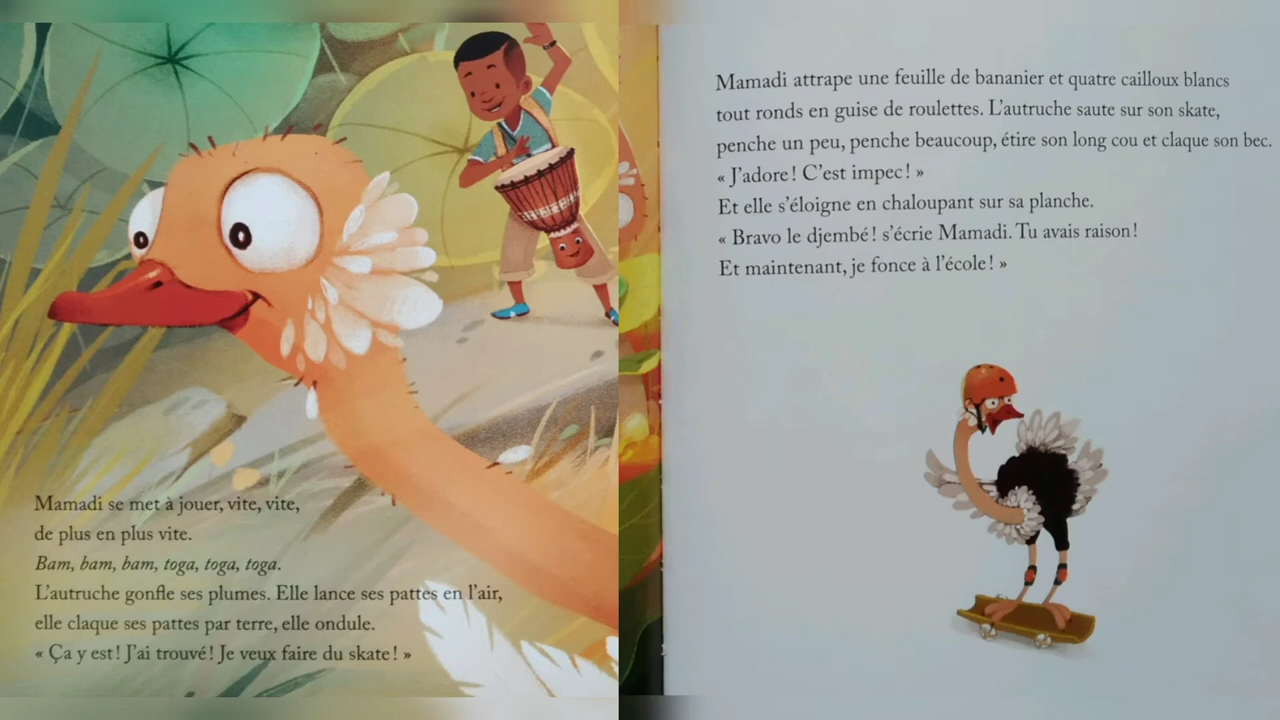 Mamadi se met à jouer, vite, vite,
de plus en plus vite.
Bam, bam, bam, toga, toga, toga.
L'autruche gonfle ses plumes. Elle lance ses pattes en l'air,
elle claque ses pattes par terre, elle ondule.
« Ça y est ! J'ai trouvé ! Je veux faire du skate ! »
Mamadi attrape une feuille de bananier et quatre cailloux blancs
tout ronds en guise de roulettes. L'autruche saute sur son skate,
penche un peu, penche beaucoup, étire son long cou et claque son bec.
« J'adore ! C'est impec ! »
Et elle s'éloigne en chaloupant sur sa planche.
« Bravo le djembé ! s'écrie Mamadi. Tu avais raison !
Et maintenant, je fonce à l'école ! »